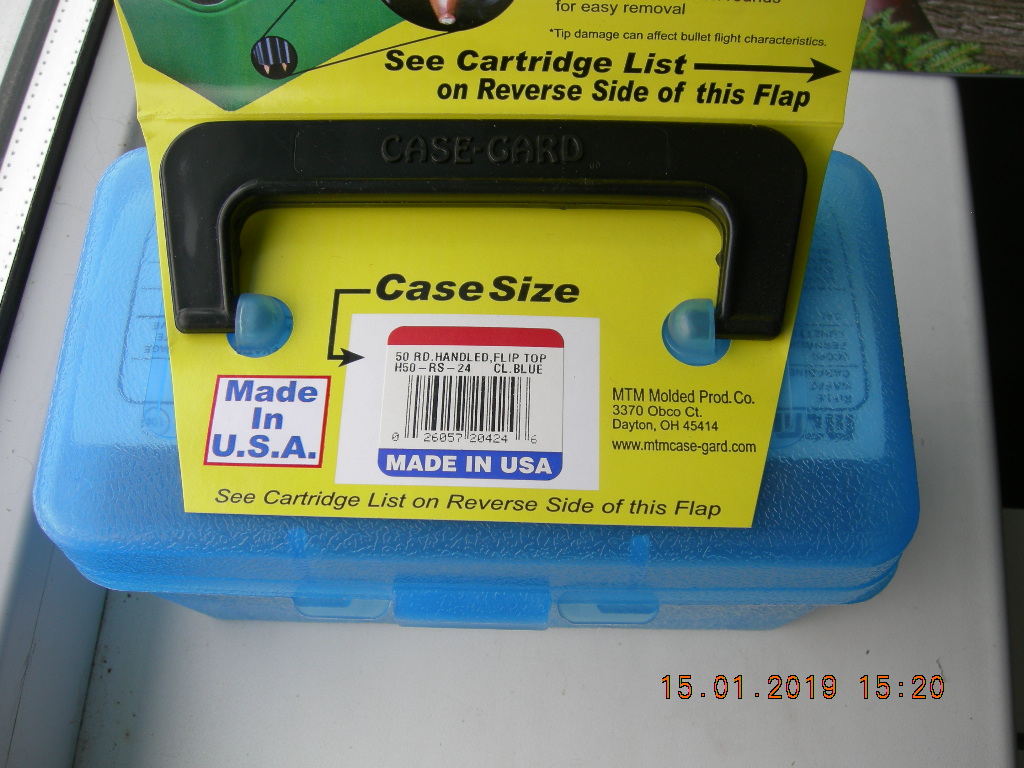 for easy removal
*Tip damage can affect bullet flight characteristics.
See Cartridge List
on Reverse Side of this Flap
CASE-GARD
Case Size
50 RD.HANDLED,FLIP TOP
H50-RS-24 CL.BLUE
0 26057 20424 6
MADE IN USA
Made
In
U.S.A.
MTM Molded Prod. Co.
3370 Obco Ct.
Dayton, OH 45414
www.mtmcase-gard.com
See Cartridge List on Reverse Side of this Flap
15.01.2019 15:20